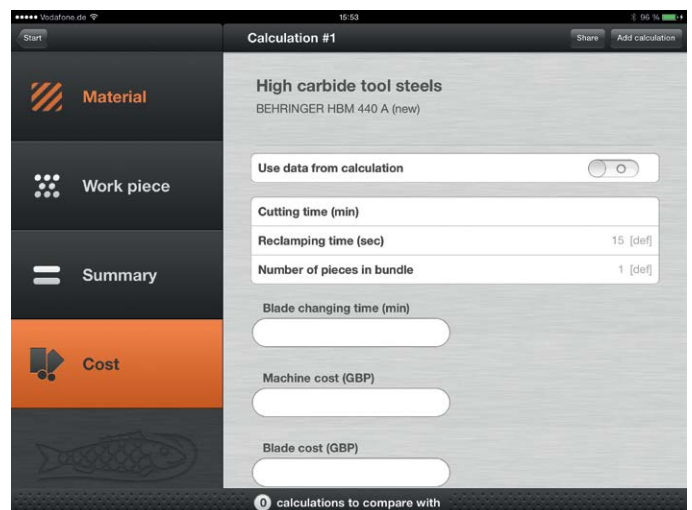 Vodafone.de 15:53 96 %
Start Calculation #1 Share Add calculation
Material
High carbide tool steels
BEHRINGER HBM 440 A (new)
Use data from calculation
Work piece
Cutting time (min)
Reclamping time (sec) 15 [def]
Number of pieces in bundle 1 [def]
Summary
Blade changing time (min)
Cost
Machine cost (GBP)
Blade cost (GBP)
0 calculations to compare with